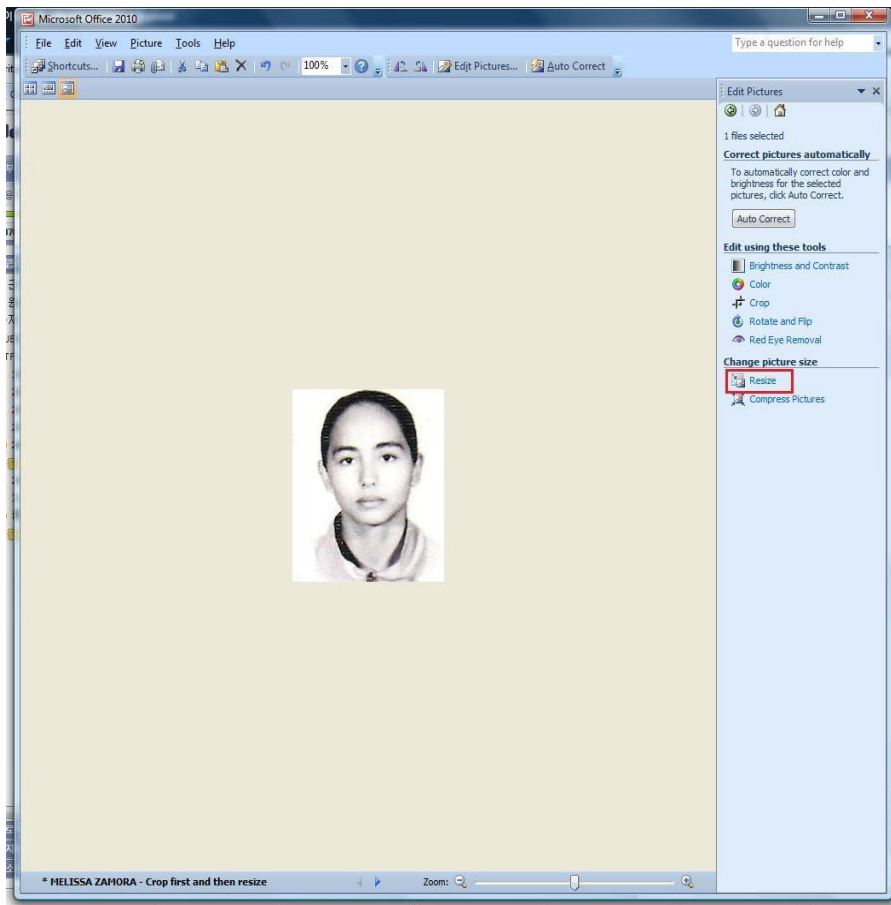 Microsoft Office 2010
File Edit View Picture Tools Help
Type a question for help
Shortcuts... 100% Edit Pictures... Auto Correct
Edit Pictures
1 files selected
Correct pictures automatically
To automatically correct color and
brightness for the selected
pictures, click Auto Correct.
Auto Correct
Edit using these tools
Brightness and Contrast
Color
Crop
Rotate and Flip
Red Eye Removal
Change picture size
Resize
Compress Pictures
* MELISSA ZAMORA - Crop first and then resize
Zoom: